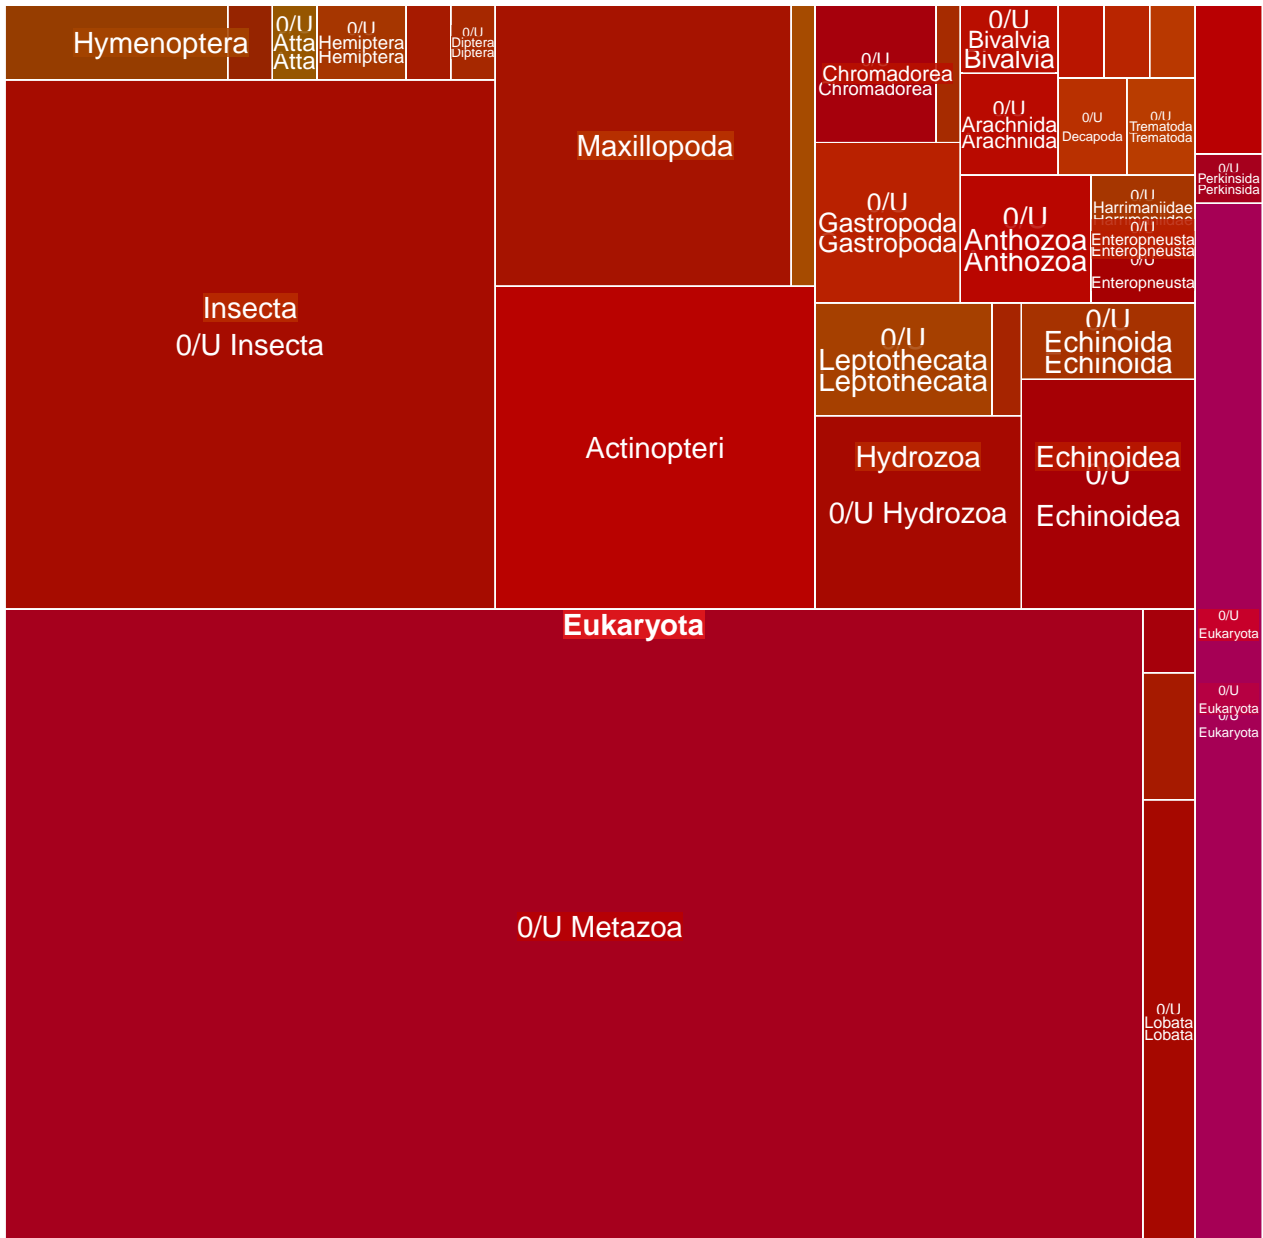 Hymenoptera
0/U
Atta
Atta
0/U
Hemiptera
Hemiptera
0/U
Diptera
Diptera
Insecta
0/U Insecta
Maxillopoda
Actinopteri
0/U
Chromadorea
Chromadorea
0/U
Gastropoda
Gastropoda
0/U
Bivalvia
Bivalvia
0/U
Arachnida
Arachnida
0/U
Decapoda
0/U
Trematoda
Trematoda
0/U
Anthozoa
Anthozoa
0/U
Harrimaniidae
Harrimaniidae
0/U
Enteropneusta
Enteropneusta
0/U
Enteropneusta
0/U
Leptothecata
Leptothecata
0/U
Echinoida
Echinoida
Hydrozoa
0/U Hydrozoa
Echinoidea
0/U
Echinoidea
0/U
Perkinsida
Perkinsida
Eukaryota
0/U Metazoa
0/U
Lobata
Lobata
0/U
Eukaryota
0/U
Eukaryota
0/U
Eukaryota